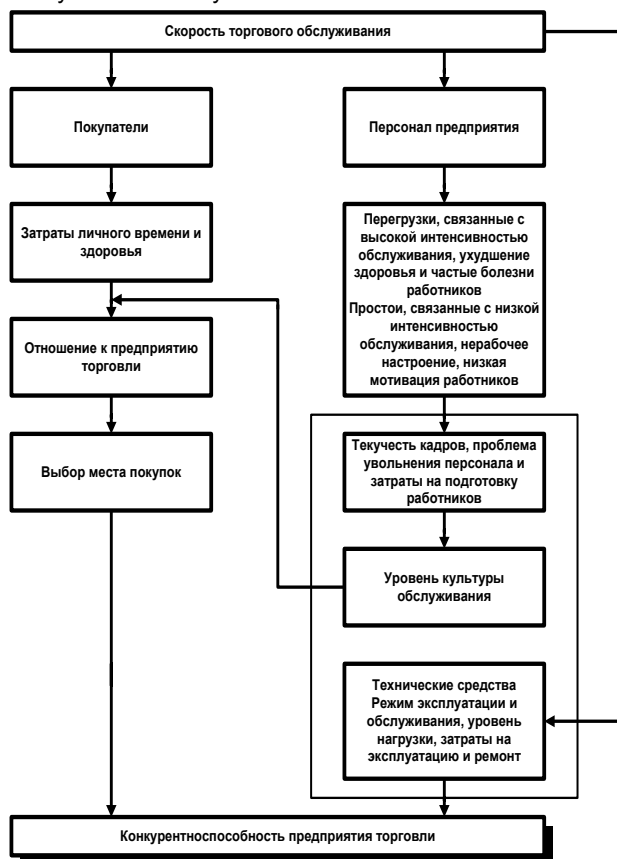 Скорость торгового обслуживания
Покупатели
Персонал предприятия
Затраты личного времени и
здоровья
Перегрузки, связанные с
высокой интенсивностью
обслуживания, ухудшение
здоровья и частые болезни
работников
Простои, связанные с низкой
интенсивностью
обслуживания, нерабочее
настроение, низкая
мотивация работников
Отношение к предприятию
торговли
Выбор места покупок
Текучесть кадров, проблема
увольнения персонала и
затраты на подготовку
работников
Уровень культуры
обслуживания
Технические средства
Режим эксплуатации и
обслуживания, уровень
нагрузки, затраты на
эксплуатацию и ремонт
Конкурентноспособность предприятия торговли